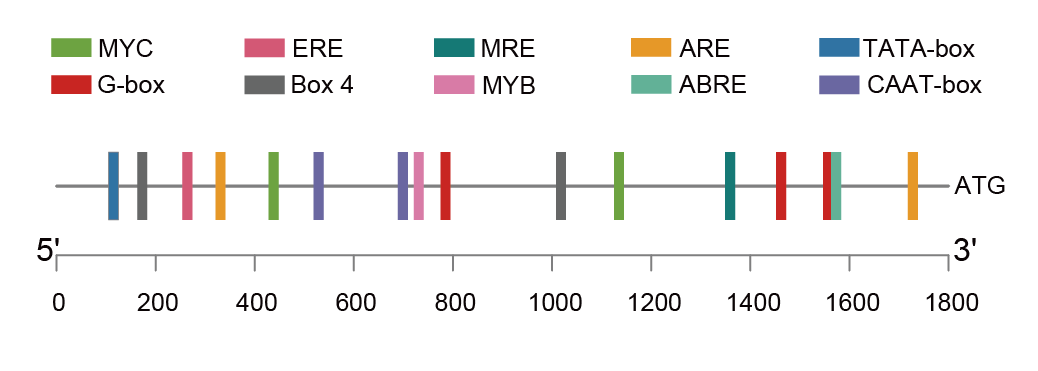 MYC ERE MRE ARE TATA-box
G-box Box 4 MYB ABRE CAAT-box
ATG
5' 3'
0 200 400 600 800 1000 1200 1400 1600 1800